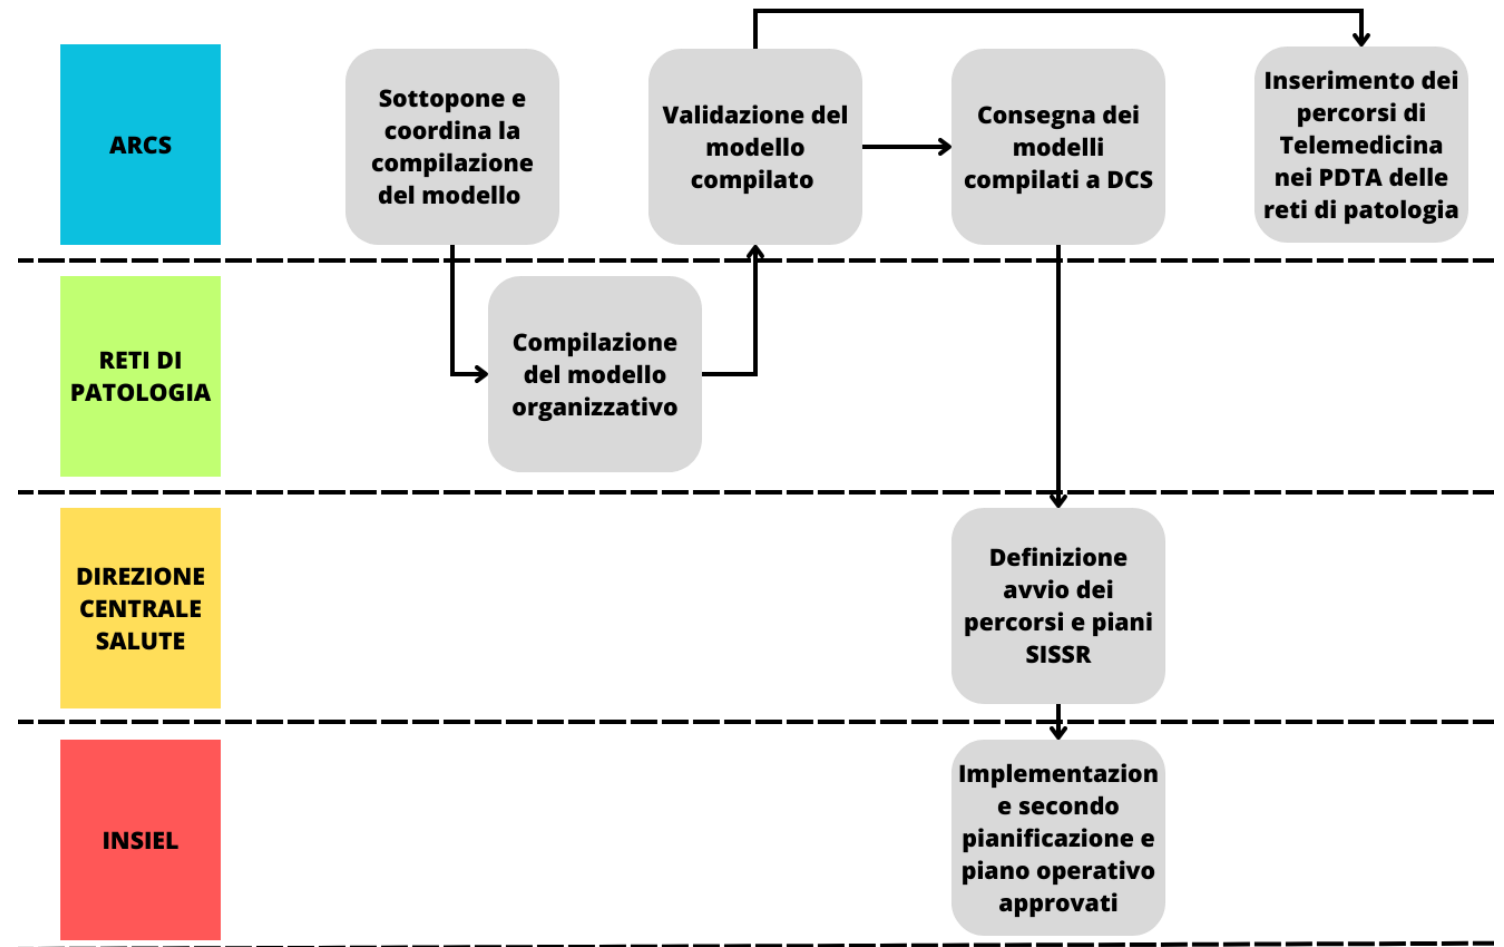 ARCS
Sottopone e
coordina la
compilazione
del modello
Validazione del
modello
compilato
Consegna dei
modelli
compilati a DCS
Inserimento dei
percorsi di
Telemedicina
nei PDTA delle
reti di patologia
RETI DI
PATOLOGIA
Compilazione
del modello
organizzativo
DIREZIONE
CENTRALE
SALUTE
Definizione
avvio dei
percorsi e piani
SISSR
INSIEL
Implementazion
e secondo
pianificazione e
piano operativo
approvati